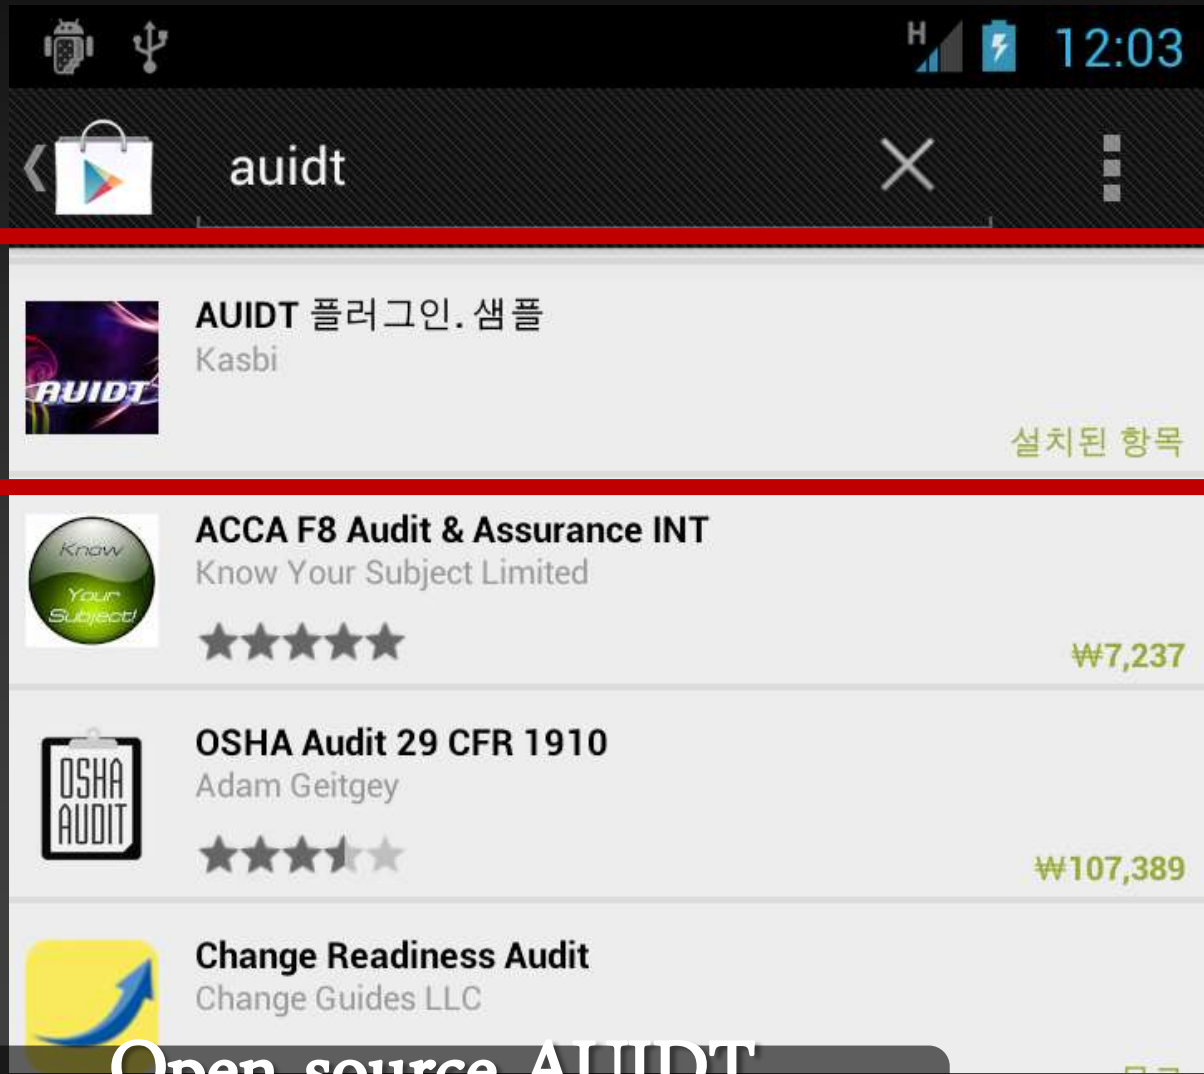 H 12:03
auidt
AUIDT 플러그인. 샘플
Kasbi
AUIDT
설치된 항목
ACCA F8 Audit & Assurance INT
Know Your Subject Limited
Know
Your
Subject!
₩7,237
OSHA Audit 29 CFR 1910
Adam Geitgey
OSHA
AUDIT
₩107,389
Change Readiness Audit
Change Guides LLC
Open source AUIDT